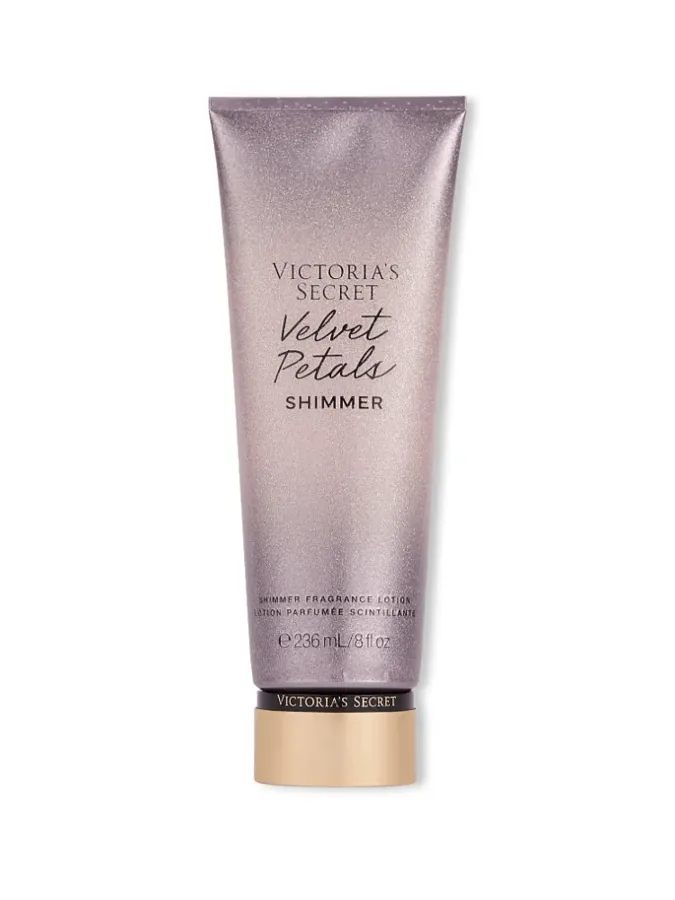 VICTORIA'S
SECRET
Velvet
Petals
SHIMMER
SHIMMER FRAGRANCE LOTION
LOTION PARFUMÉE SCINTILLANTE
℮ 236 mL/8 fl oz
VICTORIA'S SECRET